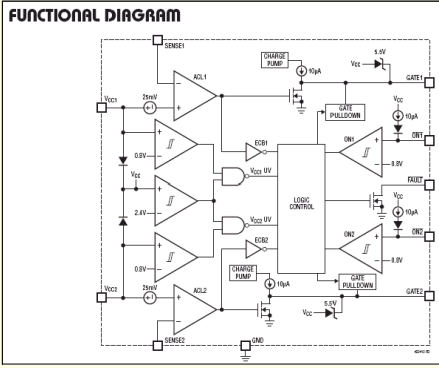 FUNCTIONAL DIAGRAM
SENSE1
CHARGE PUMP
10µA
5.5V
VCC
GATE1
ACL1
VCC1
25mV
GATE PULLDOWN
VCC
10µA
ECB1
ON1
ON1
0.8V
0.8V
VCC1 UV
VCC
FAULT
LOGIC CONTROL
VCC
2.4V
10µA
VCC2 UV
ON2
ECB2
ON2
0.8V
0.8V
CHARGE PUMP
GATE PULLDOWN
VCC2
25mV
ACL2
10µA
GATE2
5.5V
VCC
SENSE2
GND